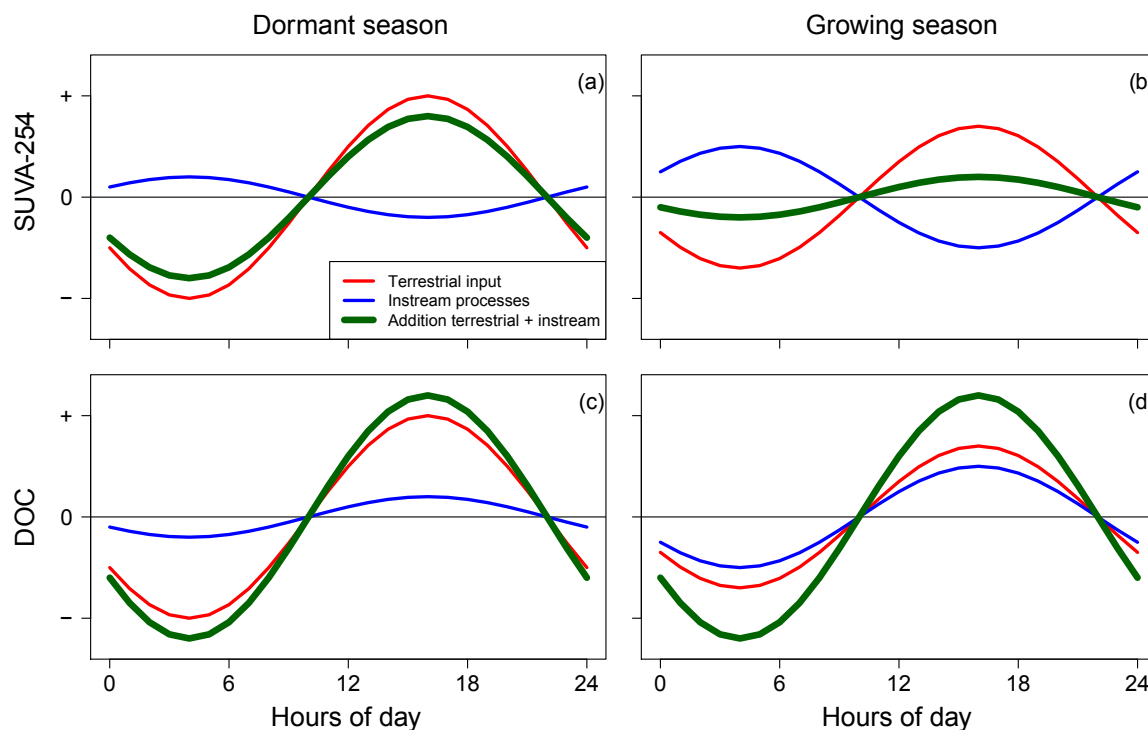 Dormant season
Growing season
(a)
(b)
SUVA-254
+
0
−
Terrestrial input
Instream processes
Addition terrestrial + instream
(c)
(d)
DOC
+
0
−
0 6 12 18 24
0 6 12 18 24
Hours of day
Hours of day